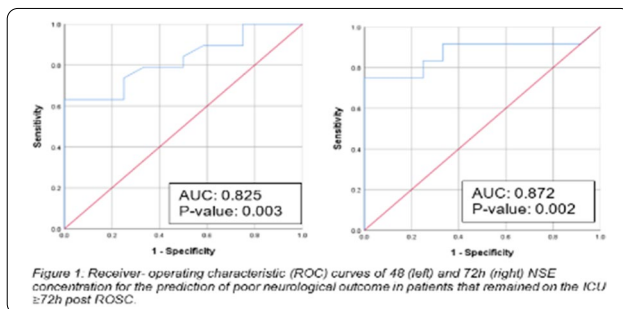 1.0
0.8
0.6
0.4
0.2
0.0
Sensitivity
0.0 0.2 0.4 0.6 0.8 1.0
1 - Specificity
AUC: 0.825
P-value: 0.003
1.0
0.8
0.6
0.4
0.2
0.0
Sensitivity
0.0 0.2 0.4 0.6 0.8 1.0
1 - Specificity
AUC: 0.872
P-value: 0.002
Figure 1. Receiver- operating characteristic (ROC) curves of 48 (left) and 72h (right) NSE
concentration for the prediction of poor neurological outcome in patients that remained on the ICU
≥72h post ROSC.